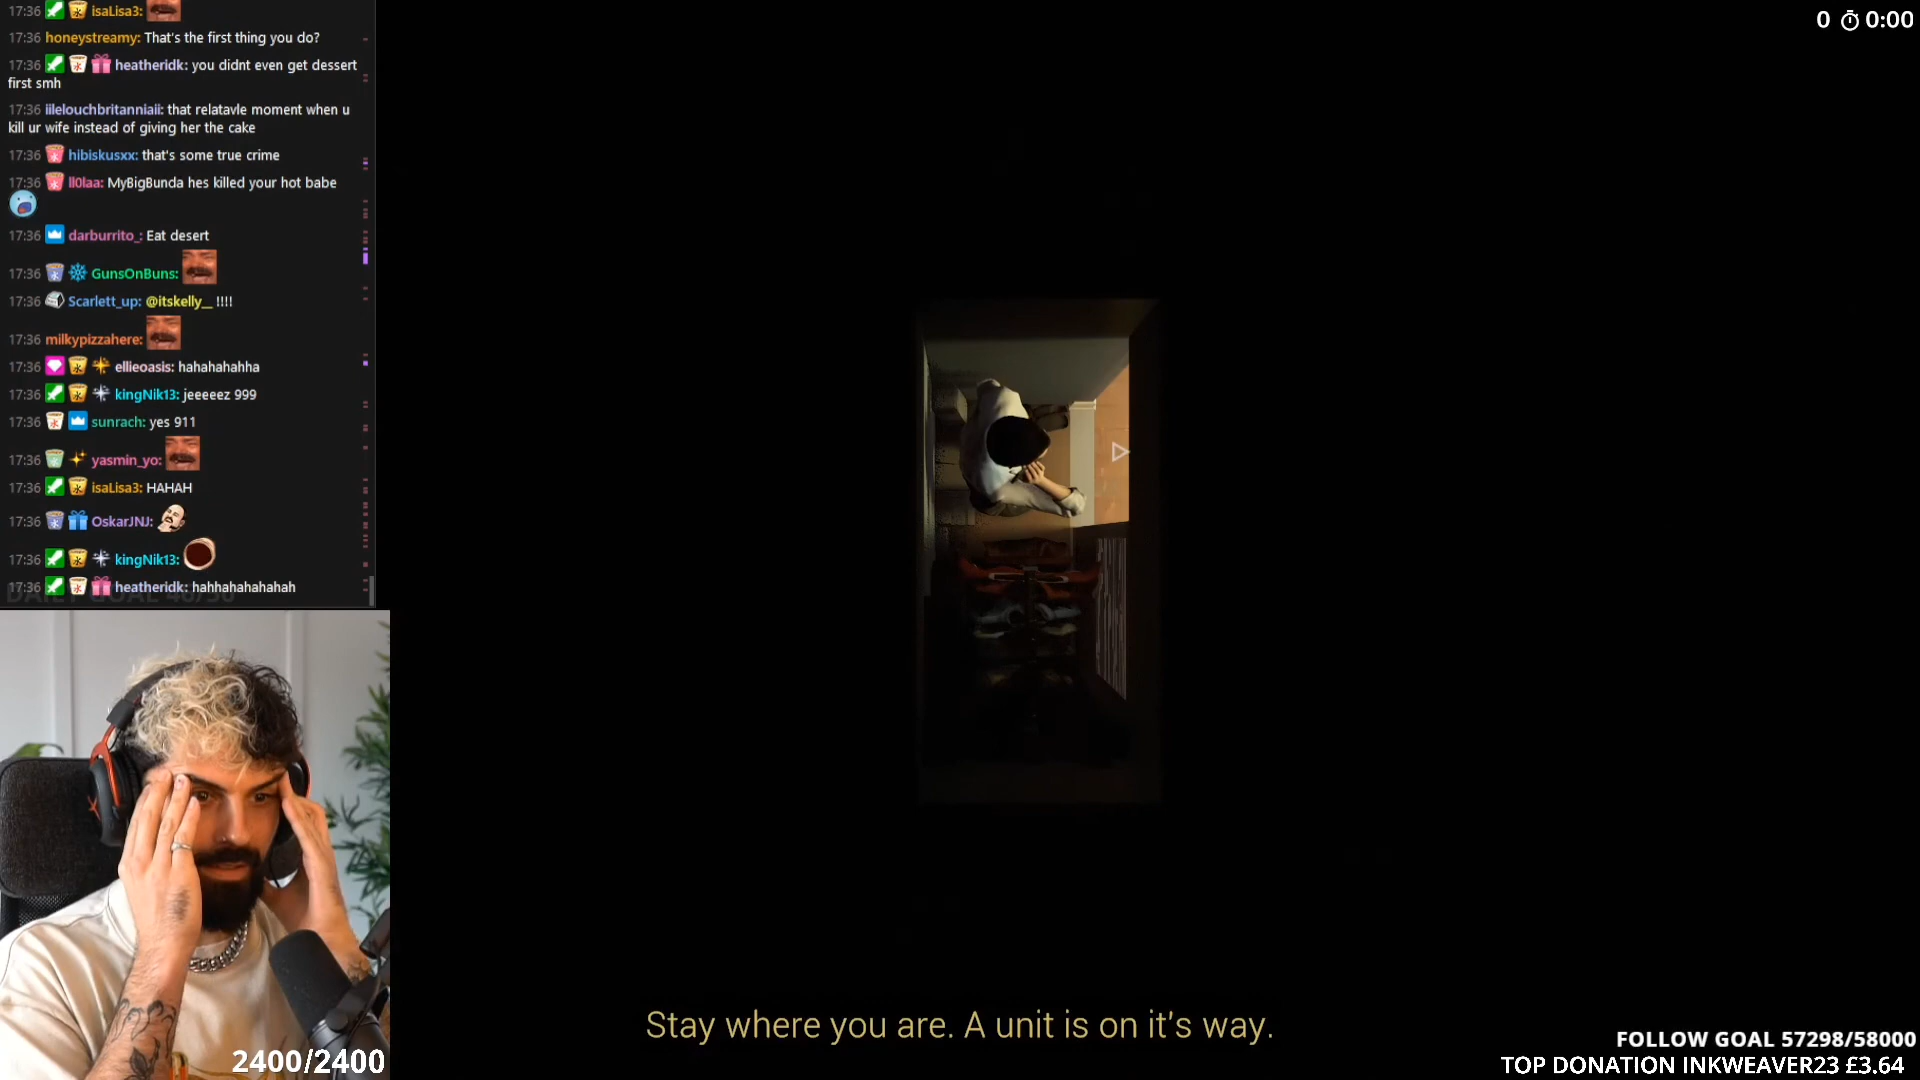 17:36 isaLisa3:
17:36 honeystreamy: That's the first thing you do?
17:36 heatheridk: you didnt even get dessert
first smh
17:36 iilelouchbritanniaii: that relatavle moment when u
kill ur wife instead of giving her the cake
17:36 hibiskusxx: that's some true crime
17:36 ll0laa: MyBigBunda hes killed your hot babe
17:36 darburrito_: Eat desert
17:36 GunsOnBuns:
17:36 Scarlett_up: @itskelly__ !!!!
17:36 milkypizzahere:
17:36 ellieoasis: hahahahahha
17:36 kingNik13: jeeeeez 999
17:36 sunrach: yes 911
17:36 yasmin_yo:
17:36 isaLisa3: HAHAH
17:36 OskarJNJ:
17:36 kingNik13:
17:36 heatheridk: hahhahahahahah
0 0:00
Stay where you are. A unit is on it's way.
2400/2400
FOLLOW GOAL 57298/58000
TOP DONATION INKWEAVER23 £3.64